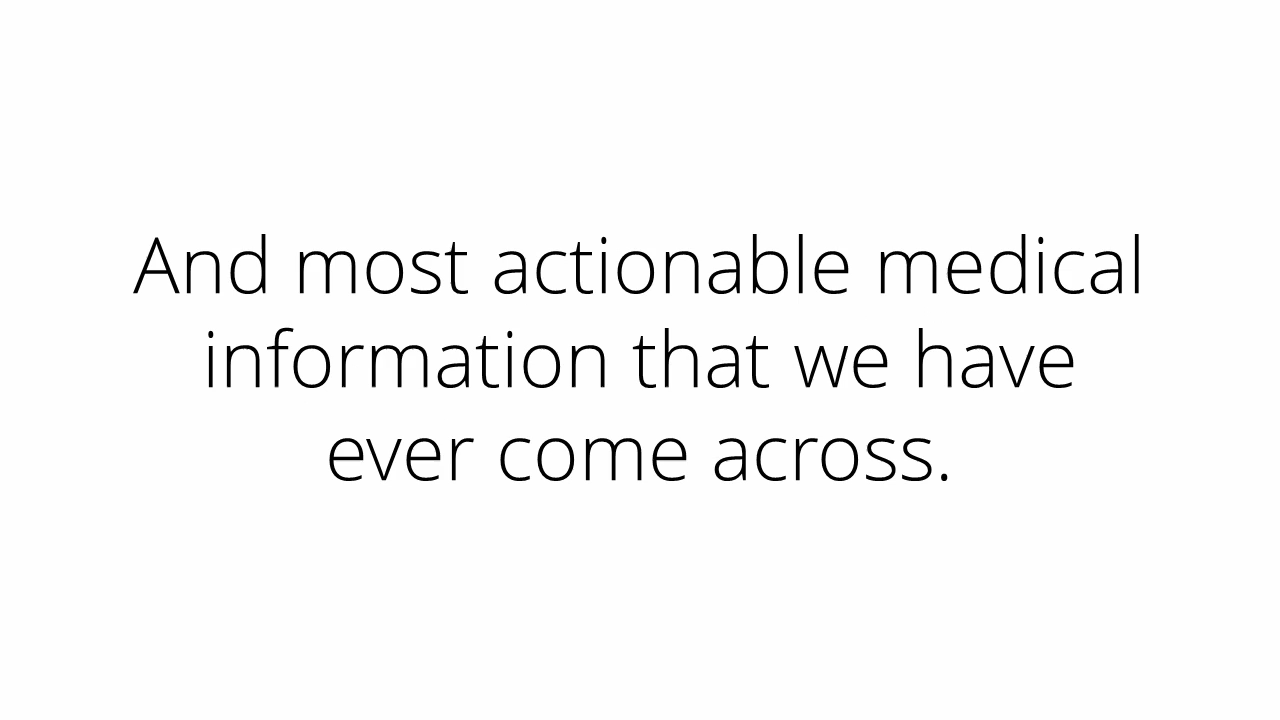 And most actionable medical
information that we have
ever come across.